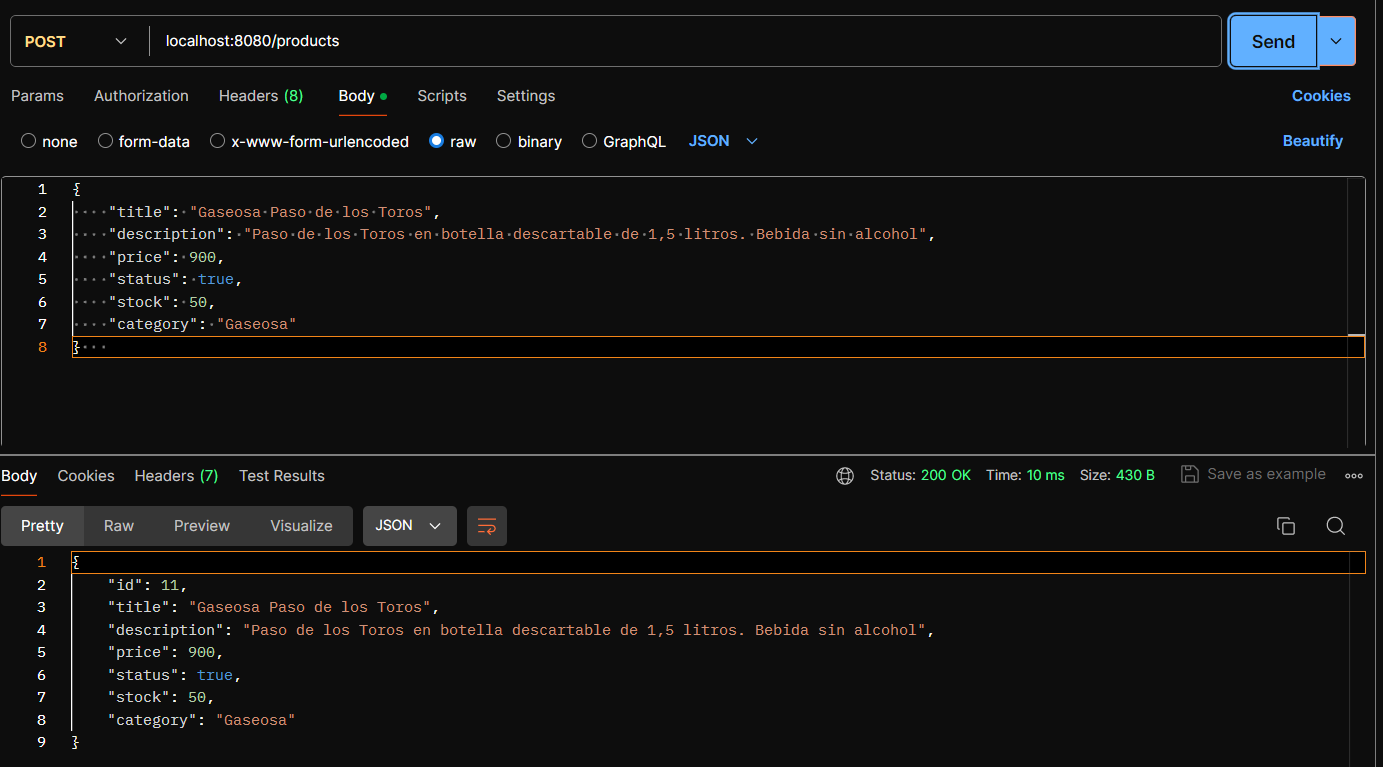 POST localhost:8080/products Send
Params Authorization Headers (8) Body Scripts Settings Cookies
none form-data x-www-form-urlencoded raw binary GraphQL JSON Beautify
1 {
2 ····"title":·"Gaseosa·Paso·de·los·Toros",
3 ····"description":·"Paso·de·los·Toros·en·botella·descartable·de·1,5·litros.·Bebida·sin·alcohol",
4 ····"price":·900,
5 ····"status":·true,
6 ····"stock":·50,
7 ····"category":·"Gaseosa"
8 }····
Body Cookies Headers (7) Test Results Status: 200 OK Time: 10 ms Size: 430 B Save as example
Pretty Raw Preview Visualize JSON
1 {
2     "id": 11,
3     "title": "Gaseosa Paso de los Toros",
4     "description": "Paso de los Toros en botella descartable de 1,5 litros. Bebida sin alcohol",
5     "price": 900,
6     "status": true,
7     "stock": 50,
8     "category": "Gaseosa"
9 }